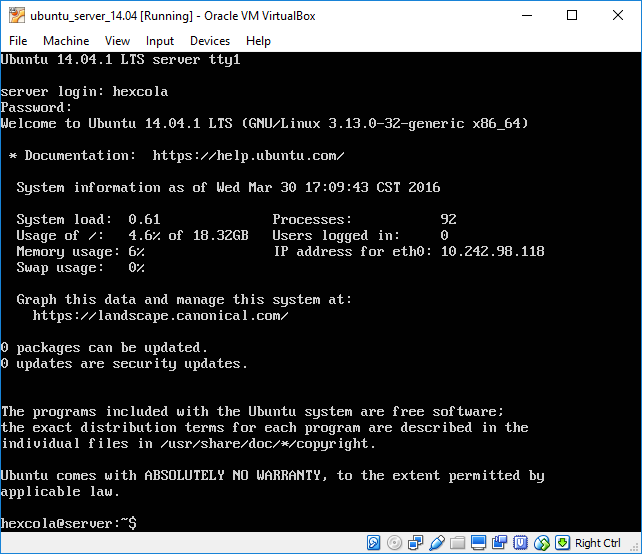 ubuntu_server_14.04 [Running] - Oracle VM VirtualBox
File Machine View Input Devices Help
Ubuntu 14.04.1 LTS server tty1
server login: hexcola
Password:
Welcome to Ubuntu 14.04.1 LTS (GNU/Linux 3.13.0-32-generic x86_64)
* Documentation: https://help.ubuntu.com/
System information as of Wed Mar 30 17:09:43 CST 2016
System load: 0.61 Processes: 92
Usage of /: 4.6% of 18.32GB Users logged in: 0
Memory usage: 6% IP address for eth0: 10.242.98.118
Swap usage: 0%
Graph this data and manage this system at:
https://landscape.canonical.com/
0 packages can be updated.
0 updates are security updates.
The programs included with the Ubuntu system are free software;
the exact distribution terms for each program are described in the
individual files in /usr/share/doc/*/copyright.
Ubuntu comes with ABSOLUTELY NO WARRANTY, to the extent permitted by
applicable law.
hexcola@server:~$
Right Ctrl